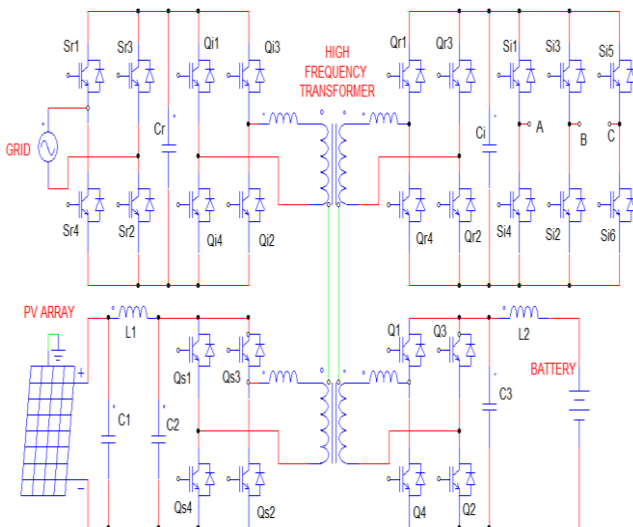 Sr1
Sr3
Qi1
Qi3
HIGH
FREQUENCY
TRANSFORMER
Qr1
Qr3
Si1
Si3
Si5
GRID
Cr
Ci
A
B
C
Sr4
Sr2
Qi4
Qi2
Qr4
Qr2
Si4
Si2
Si6
PV ARRAY
L1
Qs1
Qs3
Q1
Q3
L2
BATTERY
+
C1
C2
C3
−
Qs4
Qs2
Q4
Q2